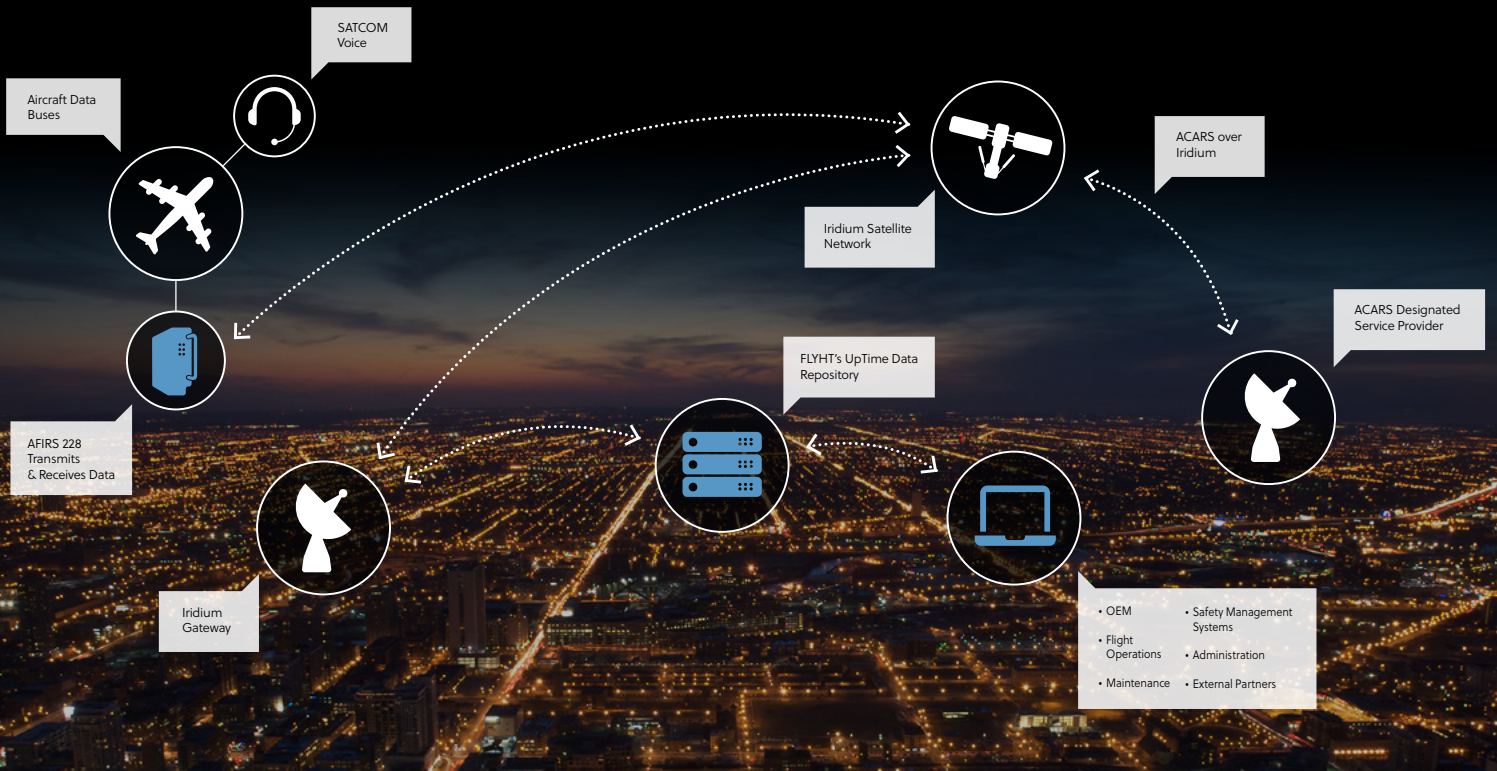 SATCOM
Voice
Aircraft Data
Buses
ACARS over
Iridium
Iridium Satellite
Network
ACARS Designated
Service Provider
FLYHT's UpTime Data
Repository
AFIRS 228
Transmits
& Receives Data
Iridium
Gateway
• OEM
• Flight
Operations
• Maintenance
• Safety Management
Systems
• Administration
• External Partners